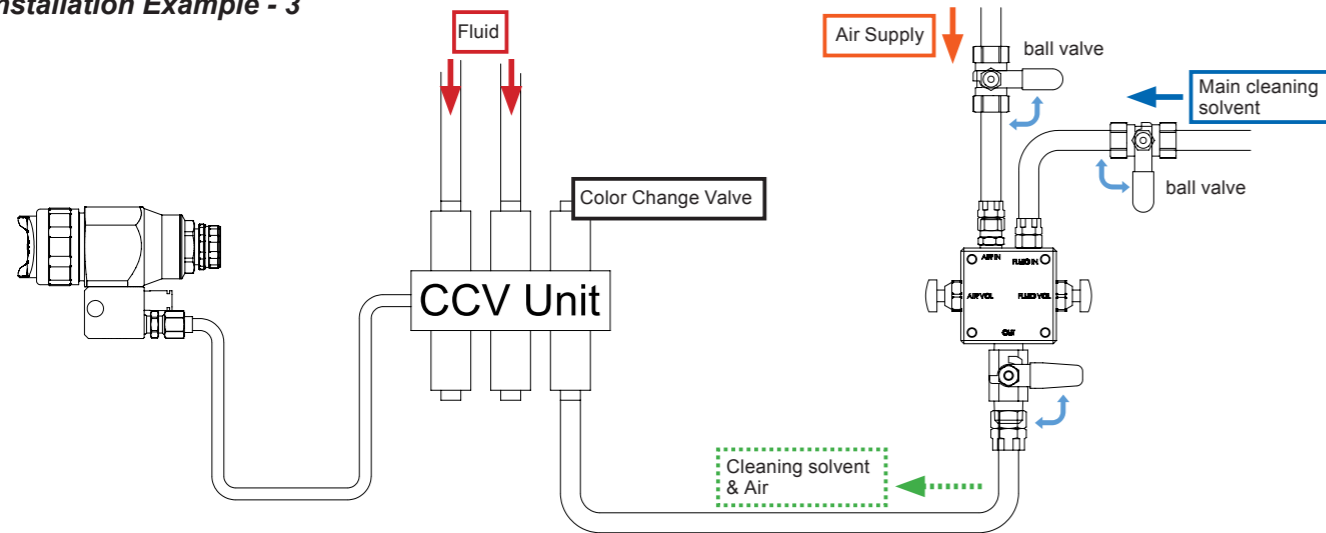 nstallation Example - 3
Fluid
Air Supply
ball valve
Main cleaning
solvent
ball valve
Color Change Valve
AIR IN
FLUID IN
CCV Unit
AIR VOL
FLUID VOL
OUT
Cleaning solvent
& Air